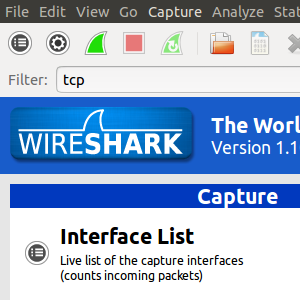 File Edit View Go Capture Analyze Stat
Filter: tcp
WIRESHARK
The Worl
Version 1.1
Capture
Interface List
Live list of the capture interfaces
(counts incoming packets)